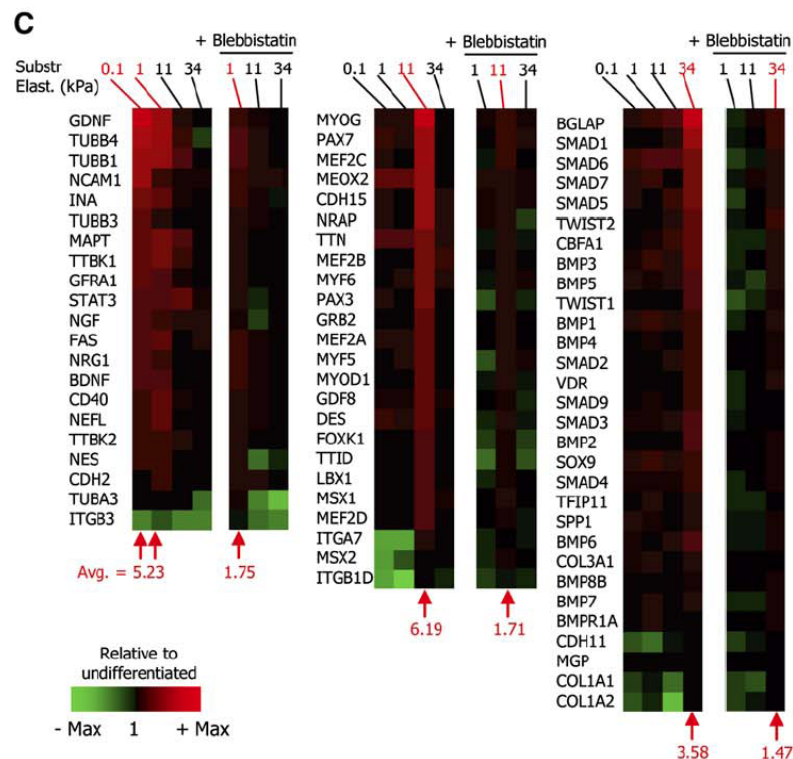 C
+ Blebbistatin
+ Blebbistatin
+ Blebbistatin
Substr
Elast. (kPa)
0.1 1 11 34
1 11 34
0.1 1 11 34
1 11 34
0.1 1 11 34
1 11 34
GDNF
TUBB4
TUBB1
NCAM1
INA
TUBB3
MAPT
TTBK1
GFRA1
STAT3
NGF
FAS
NRG1
BDNF
CD40
NEFL
TTBK2
NES
CDH2
TUBA3
ITGB3
Avg. = 5.23
1.75
MYOG
PAX7
MEF2C
MEOX2
CDH15
NRAP
TTN
MEF2B
MYF6
PAX3
GRB2
MEF2A
MYF5
MYOD1
GDF8
DES
FOXK1
TTID
LBX1
MSX1
MEF2D
ITGA7
MSX2
ITGB1D
6.19
1.71
BGLAP
SMAD1
SMAD6
SMAD7
SMAD5
TWIST2
CBFA1
BMP3
BMP5
TWIST1
BMP1
BMP4
SMAD2
VDR
SMAD9
SMAD3
BMP2
SOX9
SMAD4
TFIP11
SPP1
BMP6
COL3A1
BMP8B
BMP7
BMPR1A
CDH11
MGP
COL1A1
COL1A2
3.58
1.47
Relative to
undifferentiated
- Max 1 + Max